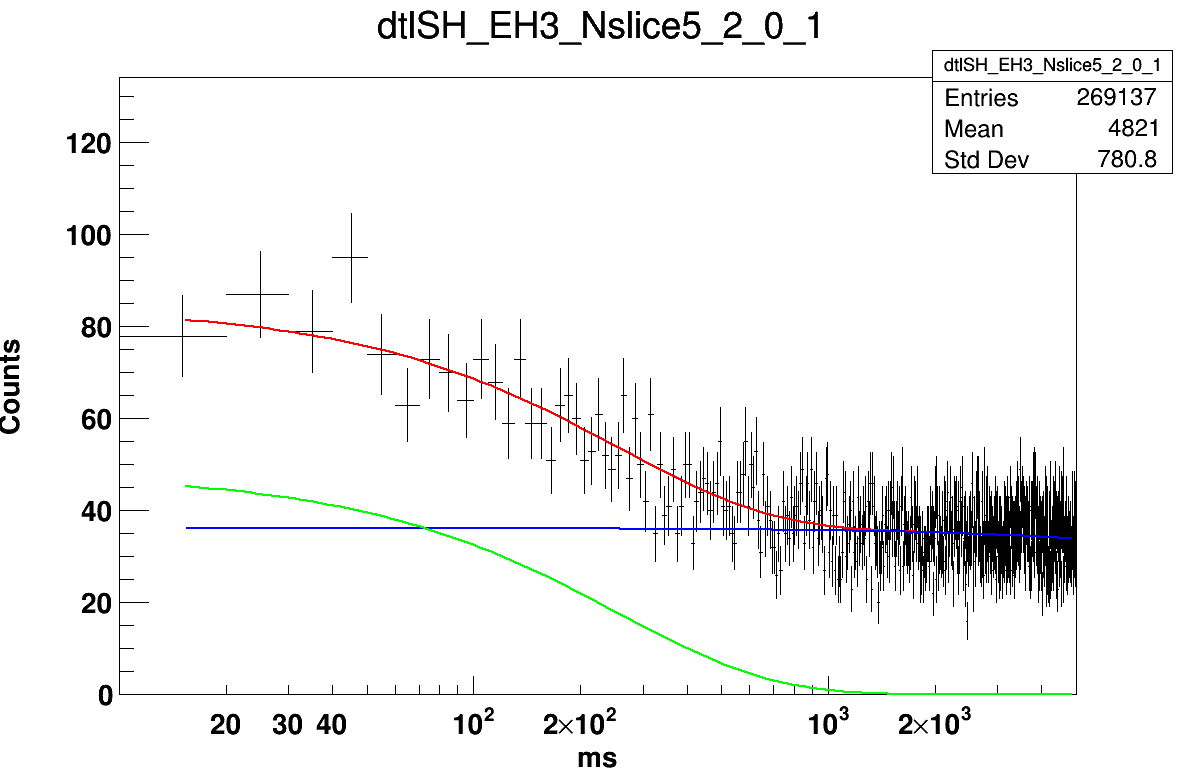 dtlSH_EH3_Nslice5_2_0_1
dtlSH_EH3_Nslice5_2_0_1
Entries 269137
Mean 4821
Std Dev 780.8
120
100
80
60
40
20
0
Counts
20 30 40 10² 2×10² 10³ 2×10³
ms